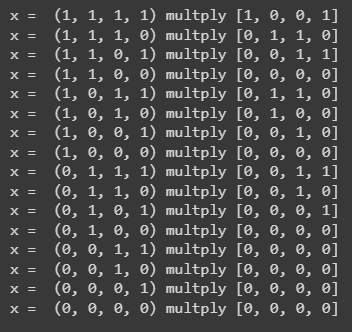 x =  (1, 1, 1, 1) multply [1, 0, 0, 1]
x =  (1, 1, 1, 0) multply [0, 1, 1, 0]
x =  (1, 1, 0, 1) multply [0, 0, 1, 1]
x =  (1, 1, 0, 0) multply [0, 0, 0, 0]
x =  (1, 0, 1, 1) multply [0, 1, 1, 0]
x =  (1, 0, 1, 0) multply [0, 1, 0, 0]
x =  (1, 0, 0, 1) multply [0, 0, 1, 0]
x =  (1, 0, 0, 0) multply [0, 0, 0, 0]
x =  (0, 1, 1, 1) multply [0, 0, 1, 1]
x =  (0, 1, 1, 0) multply [0, 0, 1, 0]
x =  (0, 1, 0, 1) multply [0, 0, 0, 1]
x =  (0, 1, 0, 0) multply [0, 0, 0, 0]
x =  (0, 0, 1, 1) multply [0, 0, 0, 0]
x =  (0, 0, 1, 0) multply [0, 0, 0, 0]
x =  (0, 0, 0, 1) multply [0, 0, 0, 0]
x =  (0, 0, 0, 0) multply [0, 0, 0, 0]